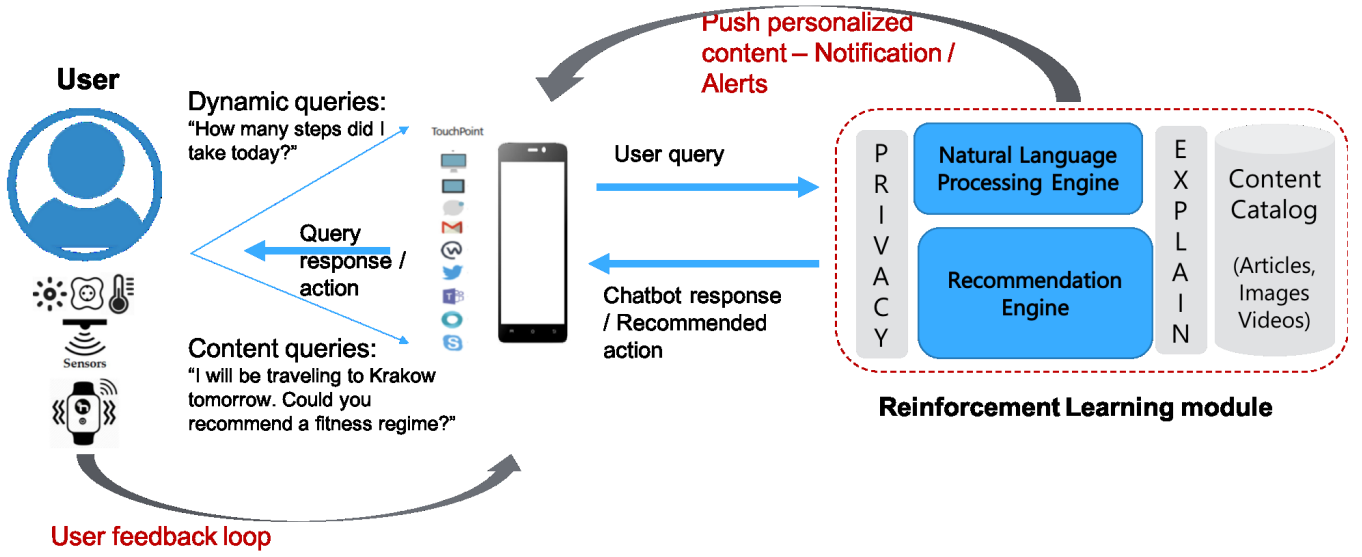 Push personalized
content – Notification /
Alerts
User
Dynamic queries:
“How many steps did I
take today?”
TouchPoint
User query
Query
response /
action
Chatbot response
/ Recommended
action
Content queries:
“I will be traveling to Krakow
tomorrow. Could you
recommend a fitness regime?”
Sensors
User feedback loop
P
R
I
V
A
C
Y
Natural Language
Processing Engine
Recommendation
Engine
E
X
P
L
A
I
N
Content
Catalog
(Articles,
Images
Videos)
Reinforcement Learning module